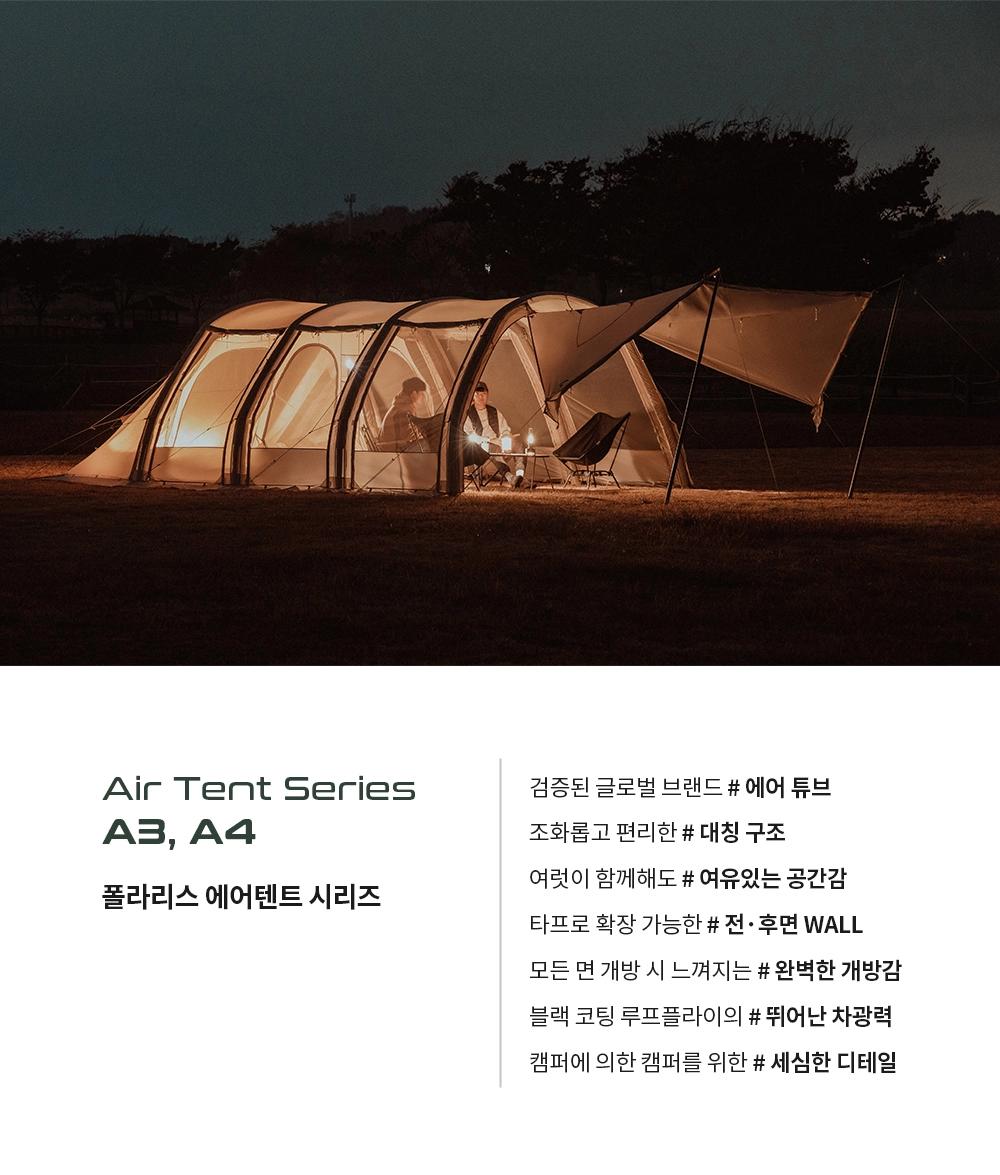 Air Tent Series
A3, A4
폴라리스 에어텐트 시리즈
검증된 글로벌 브랜드 # 에어 튜브
조화롭고 편리한 # 대칭 구조
여럿이 함께해도 # 여유있는 공간감
타프로 확장 가능한 # 전·후면 WALL
모든 면 개방 시 느껴지는 # 완벽한 개방감
블랙 코팅 루프플라이의 # 뛰어난 차광력
캠퍼에 의한 캠퍼를 위한 # 세심한 디테일